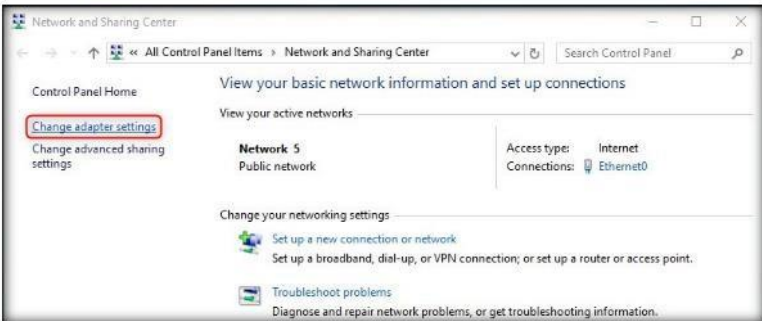 Network and Sharing Center
« All Control Panel Items › Network and Sharing Center
Search Control Panel
Control Panel Home
Change adapter settings
Change advanced sharing
settings
View your basic network information and set up connections
View your active networks
Network 5
Public network
Access type: Internet
Connections: Ethernet0
Change your networking settings
Set up a new connection or network
Set up a broadband, dial-up, or VPN connection; or set up a router or access point.
Troubleshoot problems
Diagnose and repair network problems, or get troubleshooting information.